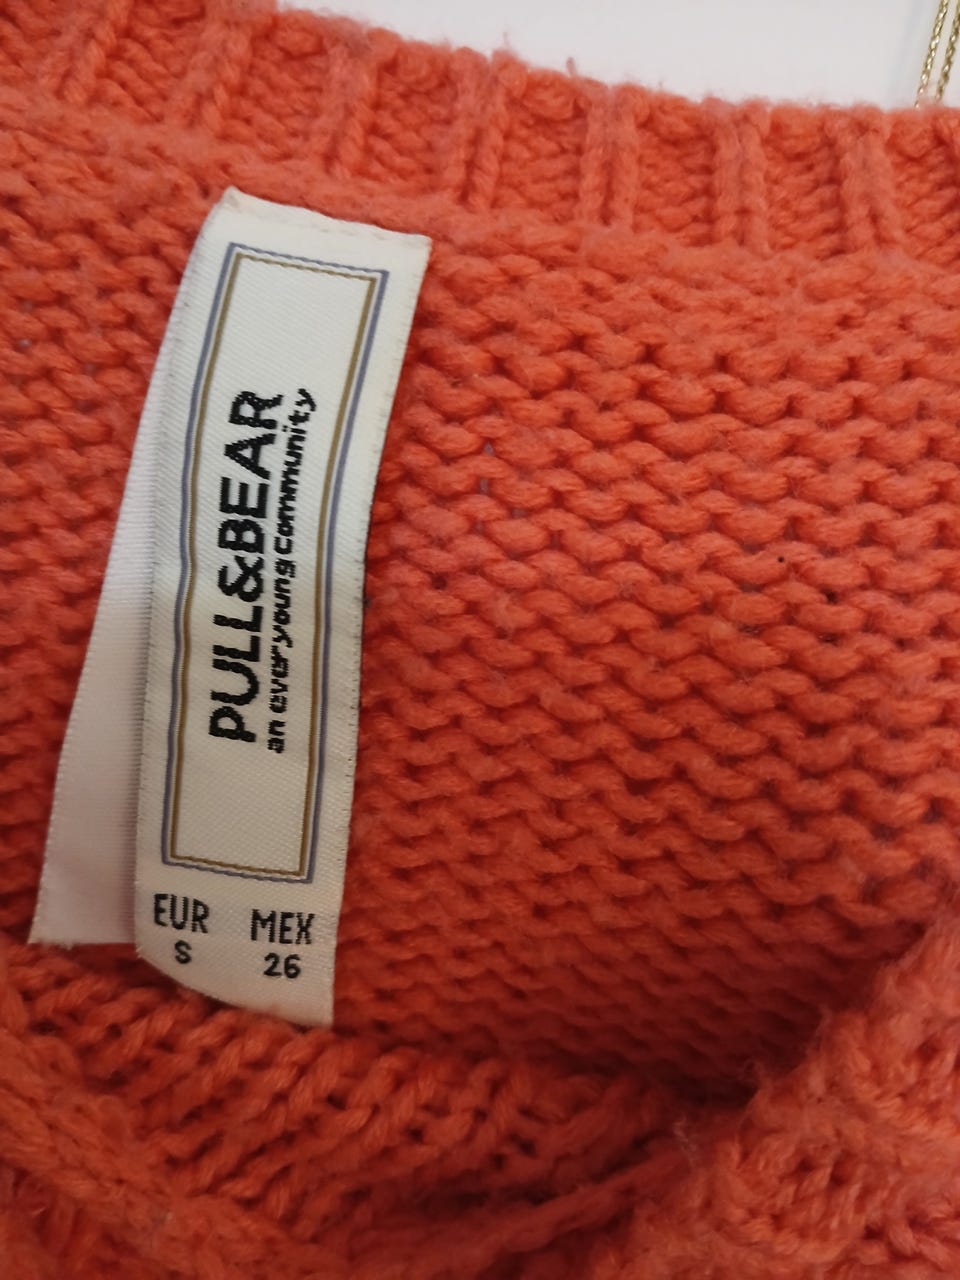 PULL&BEAR
an everyoung community
EUR MEX
S 26